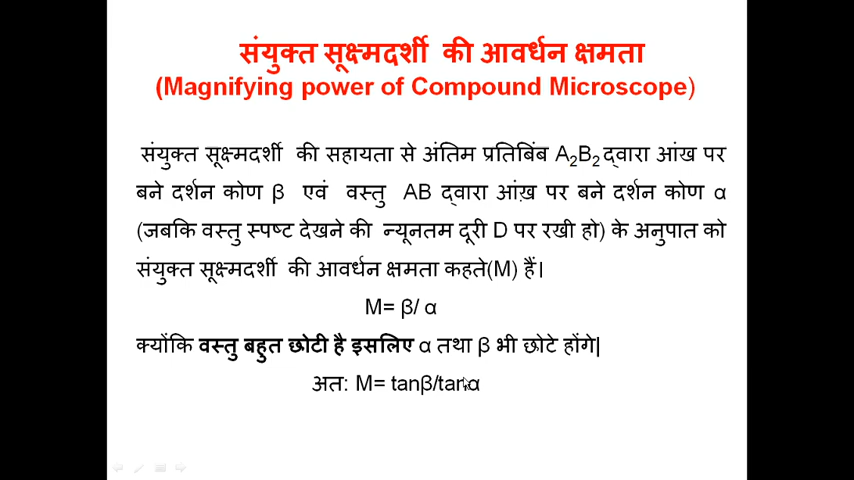 संयुक्त सूक्ष्मदर्शी की आवर्धन क्षमता
(Magnifying power of Compound Microscope)
संयुक्त सूक्ष्मदर्शी की सहायता से अंतिम प्रतिबिंब A₂B₂ द्वारा आंख पर
बने दर्शन कोण β एवं वस्तु AB द्वारा आंख़ पर बने दर्शन कोण α
(जबकि वस्तु स्पष्ट देखने की न्यूनतम दूरी D पर रखी हो) के अनुपात को
संयुक्त सूक्ष्मदर्शी की आवर्धन क्षमता कहते(M) हैं।
M= β/ α
क्योंकि वस्तु बहुत छोटी है इसलिए α तथा β भी छोटे होंगे|
अत: M= tanβ/tanα